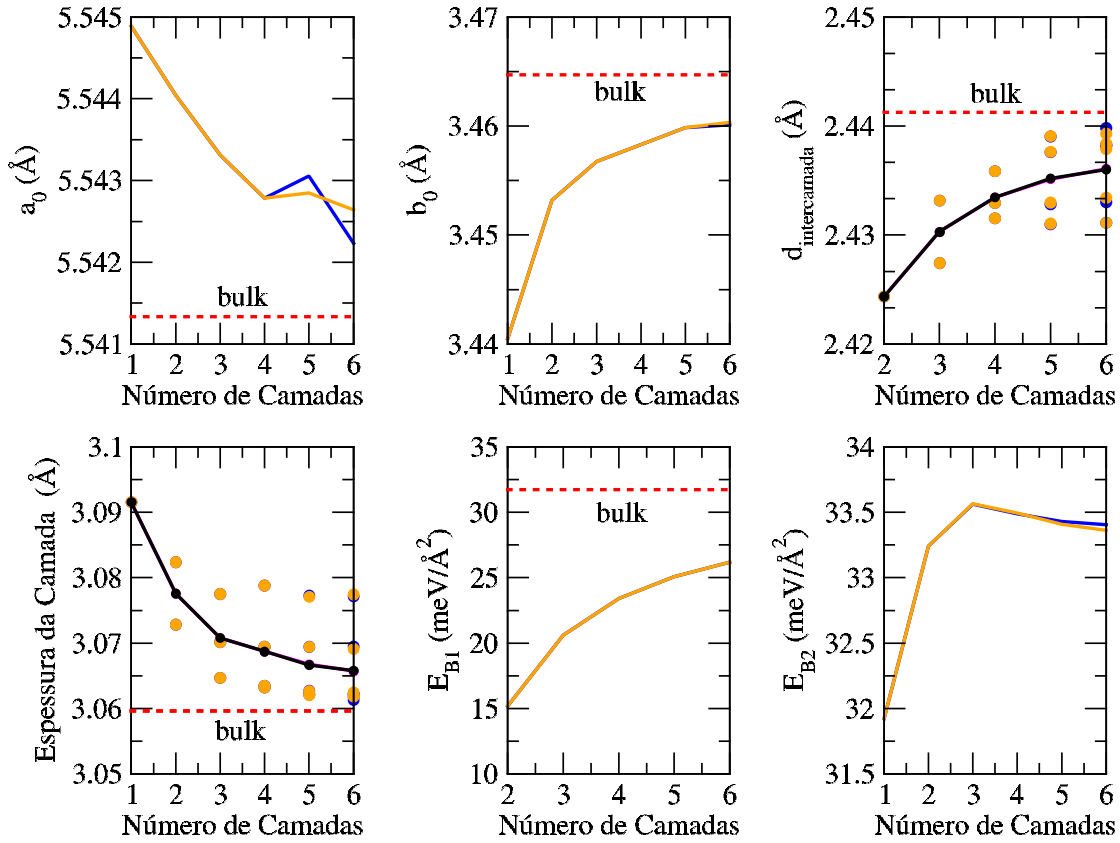 5.545
5.544
5.543
5.542
5.541
a0 (Å)
bulk
1 2 3 4 5 6
Número de Camadas
3.47
3.46
3.45
3.44
b0 (Å)
bulk
1 2 3 4 5 6
Número de Camadas
2.45
2.44
2.43
2.42
d.intercamada (Å)
bulk
2 3 4 5 6
Número de Camadas
3.1
3.09
3.08
3.07
3.06
3.05
Espessura da Camada (Å)
bulk
1 2 3 4 5 6
Número de Camadas
35
30
25
20
15
10
EB1 (meV/Å2)
bulk
2 3 4 5 6
Número de Camadas
34
33.5
33
32.5
32
31.5
EB2 (meV/Å2)
1 2 3 4 5 6
Número de Camadas